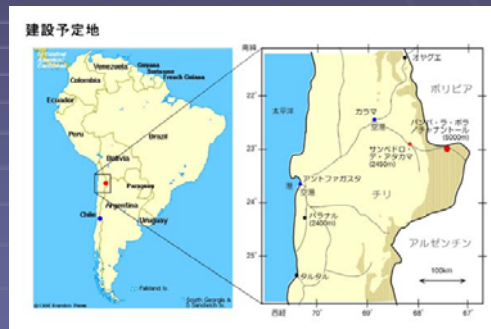 建設予定地
Venezuela
Guyana
Suriname
French Guiana
Colombia
Ecuador
Peru
Brazil
Bolivia
Paraguay
Chile
Argentina
Uruguay
Falkland Is.
South Georgia &
S. Sandwich Is.
南緯
オヤグエ
ボリビア
22°
太平洋
カラマ
空港
パンパ・ラ・ボラ
/チャナントール
(5000m)
サンペドロ
・デ・アタカマ
(2450m)
23°
アントファガスタ
港
空港
チリ
24°
パラナル
(2400m)
アルゼンチン
25°
タルタル
100km
西経
70°
69°
68°
67°